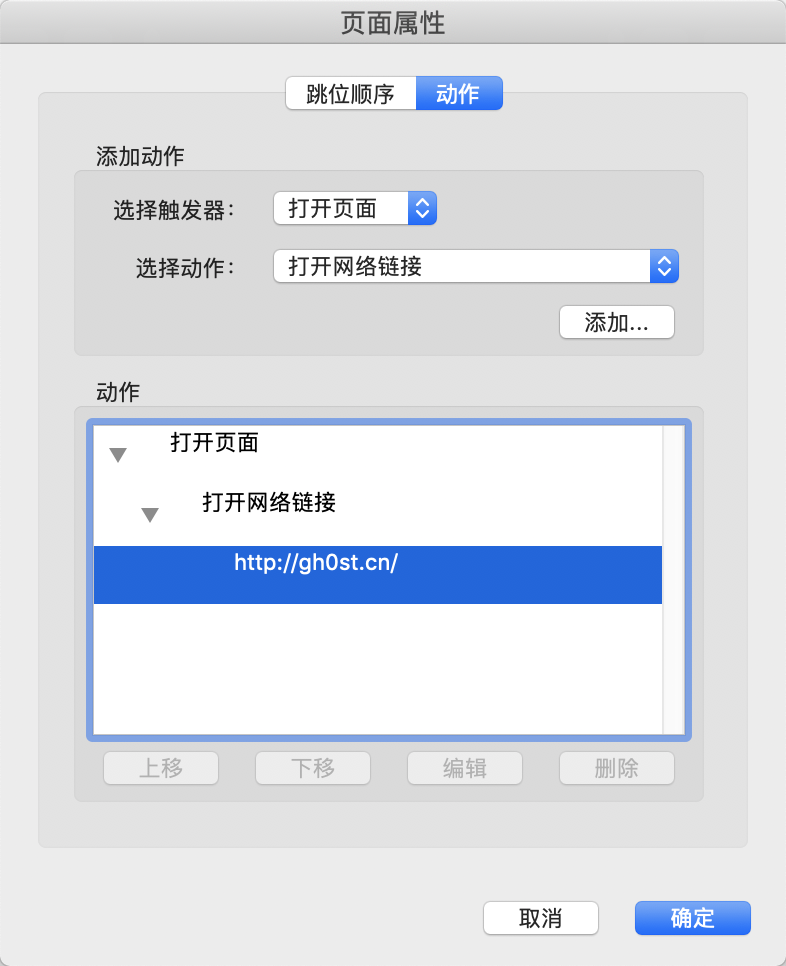 页面属性
跳位顺序 动作
添加动作
选择触发器： 打开页面
选择动作： 打开网络链接
添加...
动作
打开页面
打开网络链接
http://gh0st.cn/
上移 下移 编辑 删除
取消 确定